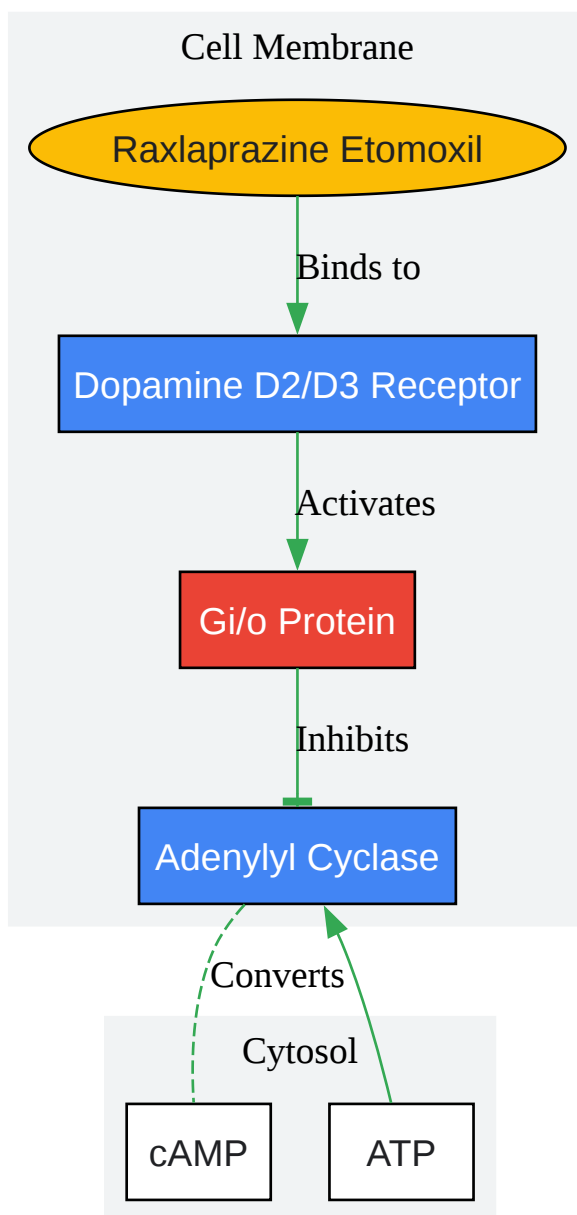 Cell Membrane
Raxlaprazine Etomoxil
Binds to
Dopamine D2/D3 Receptor
Activates
Gi/o Protein
Inhibits
Adenylyl Cyclase
Converts
Cytosol
cAMP
ATP